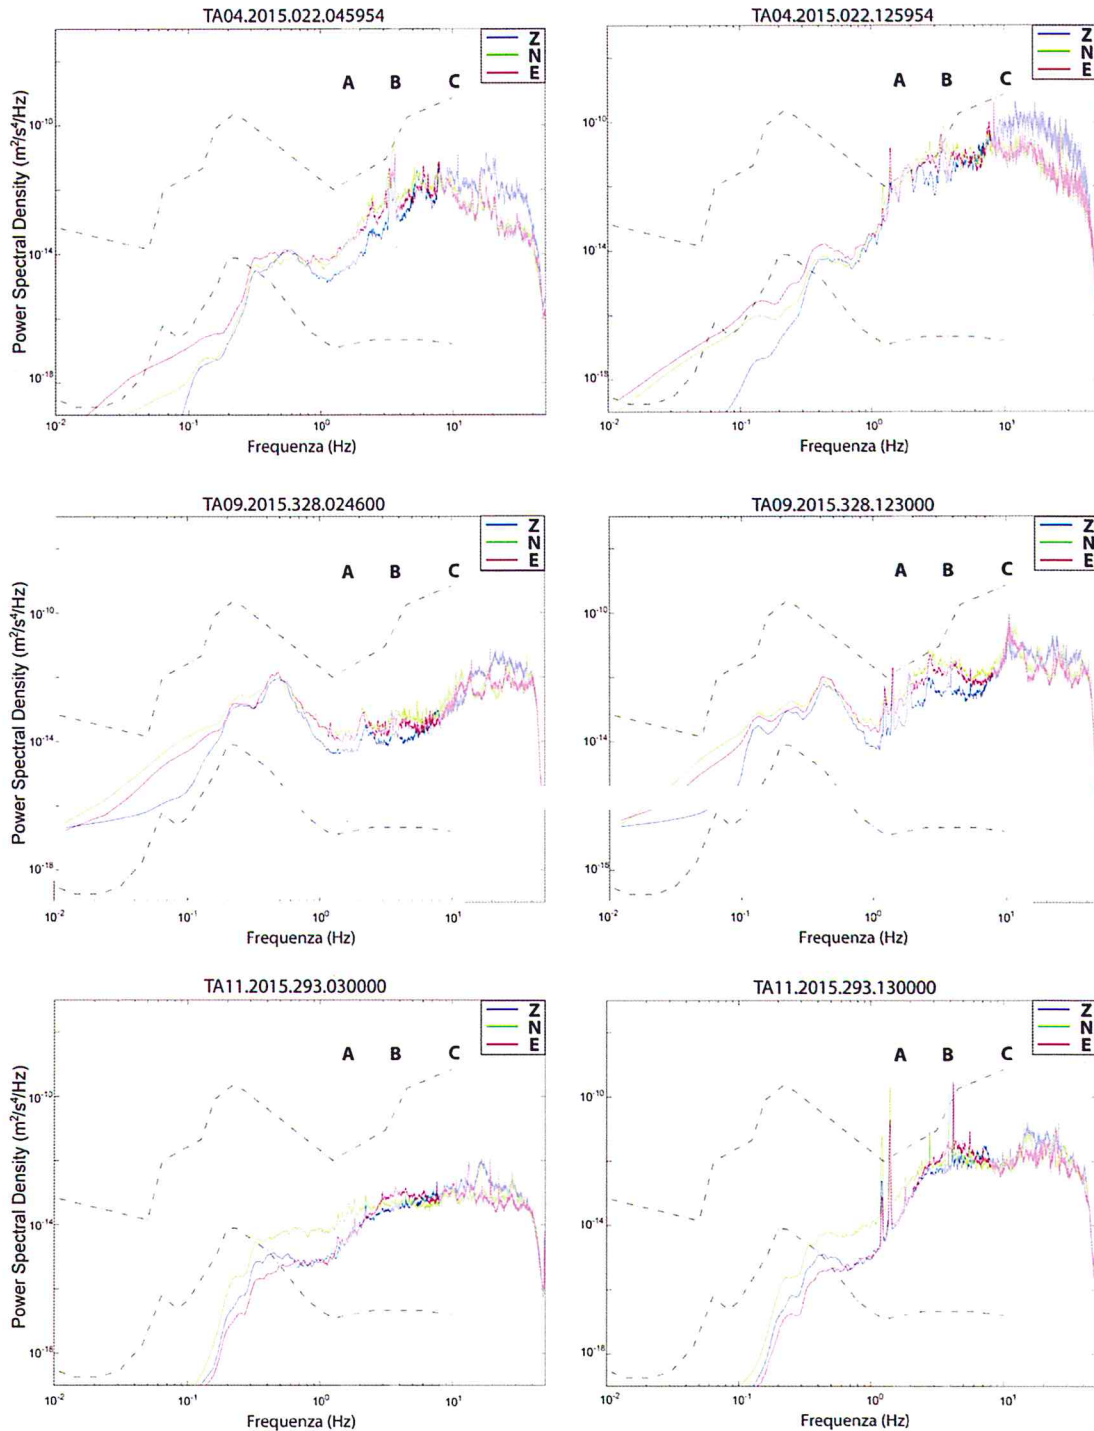 TA04.2015.022.045954
Z
N
E
A B C
Power Spectral Density (m²/s⁴/Hz)
10⁻¹⁰
10⁻¹⁴
10⁻¹⁸
10⁻² 10⁻¹ 10⁰ 10¹
Frequenza (Hz)
TA04.2015.022.125954
Z
N
E
A B C
10⁻¹⁰
10⁻¹⁴
10⁻¹⁸
10⁻² 10⁻¹ 10⁰ 10¹
Frequenza (Hz)
TA09.2015.328.024600
Z
N
E
A B C
Power Spectral Density (m²/s⁴/Hz)
10⁻¹⁰
10⁻¹⁴
10⁻¹⁸
10⁻² 10⁻¹ 10⁰ 10¹
Frequenza (Hz)
TA09.2015.328.123000
Z
N
E
A B C
10⁻¹⁰
10⁻¹⁴
10⁻¹⁸
10⁻² 10⁻¹ 10⁰ 10¹
Frequenza (Hz)
TA11.2015.293.030000
Z
N
E
A B C
Power Spectral Density (m²/s⁴/Hz)
10⁻¹⁰
10⁻¹⁴
10⁻¹⁸
10⁻² 10⁻¹ 10⁰ 10¹
Frequenza (Hz)
TA11.2015.293.130000
Z
N
E
A B C
10⁻¹⁰
10⁻¹⁴
10⁻¹⁸
10⁻² 10⁻¹ 10⁰ 10¹
Frequenza (Hz)